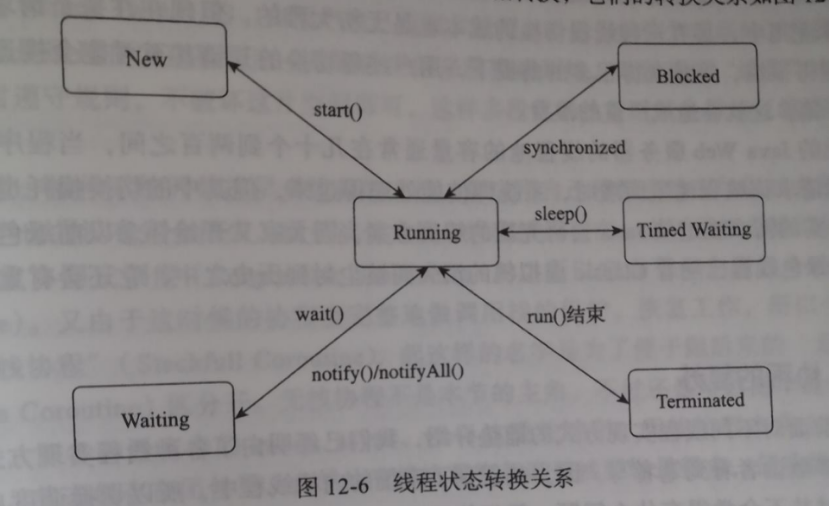 New
Blocked
start()
synchronized
Running
sleep()
Timed Waiting
wait()
run()结束
notify()/notifyAll()
Waiting
Terminated
图 12-6 线程状态转换关系